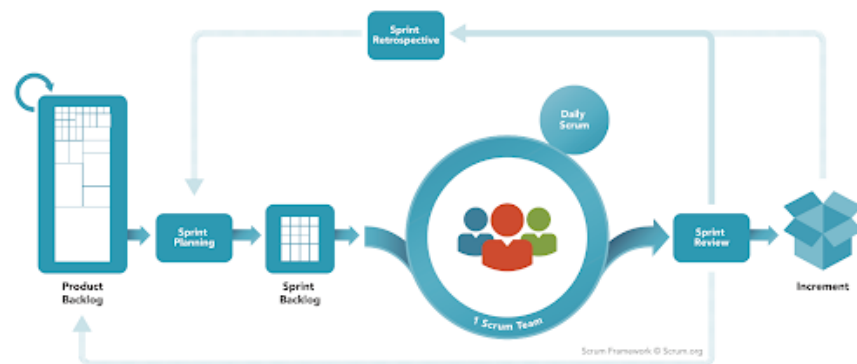 Sprint
Retrospective
Daily
Scrum
Sprint
Planning
Sprint
Review
Product
Backlog
Sprint
Backlog
1 Scrum Team
Increment
Scrum Framework © Scrum.org